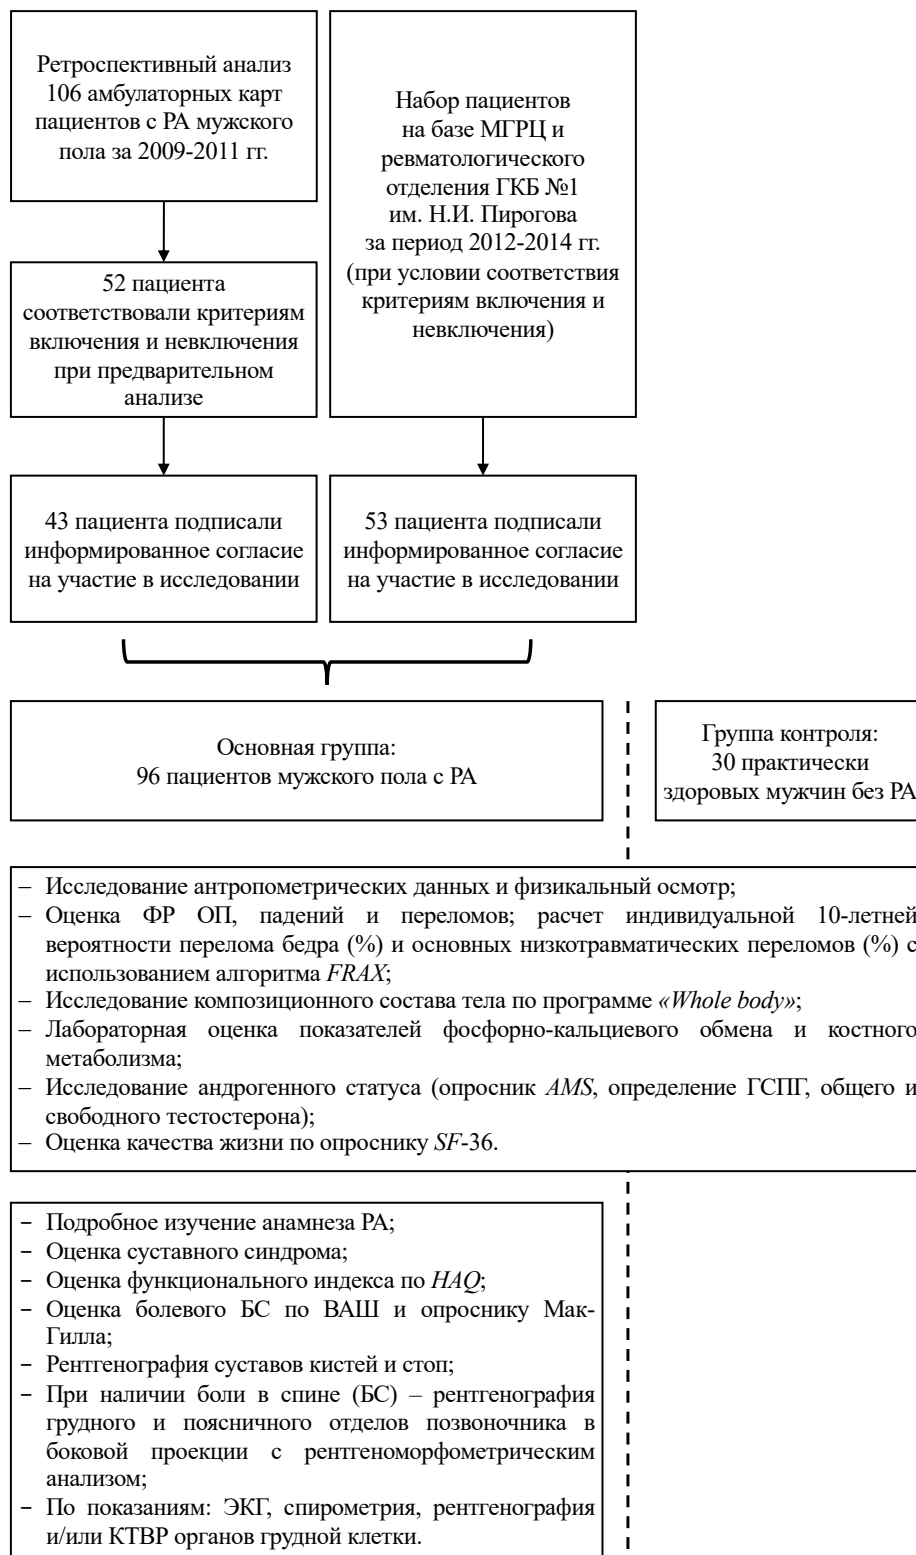 Ретроспективный анализ
106 амбулаторных карт
пациентов с РА мужского
пола за 2009-2011 гг.
Набор пациентов
на базе МГРЦ и
ревматологического
отделения ГКБ №1
им. Н.И. Пирогова
за период 2012-2014 гг.
(при условии соответствия
критериям включения и
невключения)
52 пациента
соответствовали критериям
включения и невключения
при предварительном
анализе
43 пациента подписали
информированное согласие
на участие в исследовании
53 пациента подписали
информированное согласие
на участие в исследовании
Основная группа:
96 пациентов мужского пола с РА
Группа контроля:
30 практически
здоровых мужчин без РА
– Исследование антропометрических данных и физикальный осмотр;
– Оценка ФР ОП, падений и переломов; расчет индивидуальной 10-летней
вероятности перелома бедра (%) и основных низкотравматических переломов (%) с
использованием алгоритма FRAX;
– Исследование композиционного состава тела по программе «Whole body»;
– Лабораторная оценка показателей фосфорно-кальциевого обмена и костного
метаболизма;
– Исследование андрогенного статуса (опросник AMS, определение ГСПГ, общего и
свободного тестостерона);
– Оценка качества жизни по опроснику SF-36.
– Подробное изучение анамнеза РА;
– Оценка суставного синдрома;
– Оценка функционального индекса по HAQ;
– Оценка болевого БС по ВАШ и опроснику Мак-
Гилла;
– Рентгенография суставов кистей и стоп;
– При наличии боли в спине (БС) – рентгенография
грудного и поясничного отделов позвоночника в
боковой проекции с рентгеноморфометрическим
анализом;
– По показаниям: ЭКГ, спирометрия, рентгенография
и/или КТВР органов грудной клетки.